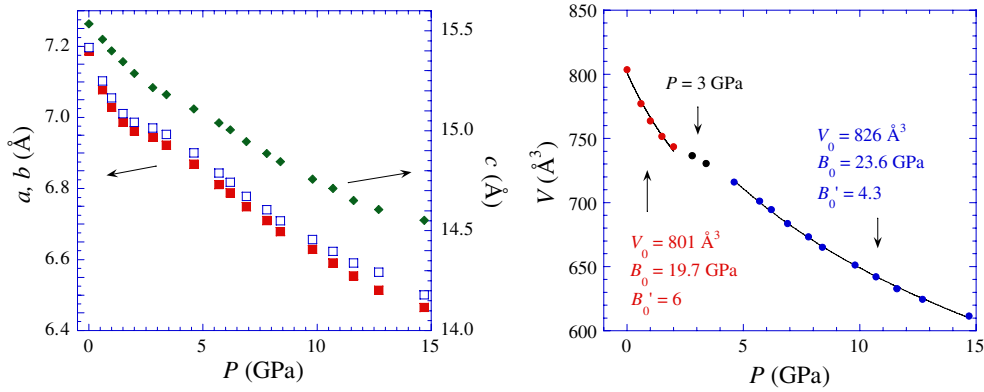 7.2
7.0
6.8
6.6
6.4
a, b (Å)
0
5
10
15
P (GPa)
15.5
15.0
14.5
14.0
c (Å)
850
800
750
700
650
600
V (Å³)
P = 3 GPa
V₀ = 826 Å³
B₀ = 23.6 GPa
B₀' = 4.3
V₀ = 801 Å³
B₀ = 19.7 GPa
B₀' = 6
0
5
10
15
P (GPa)